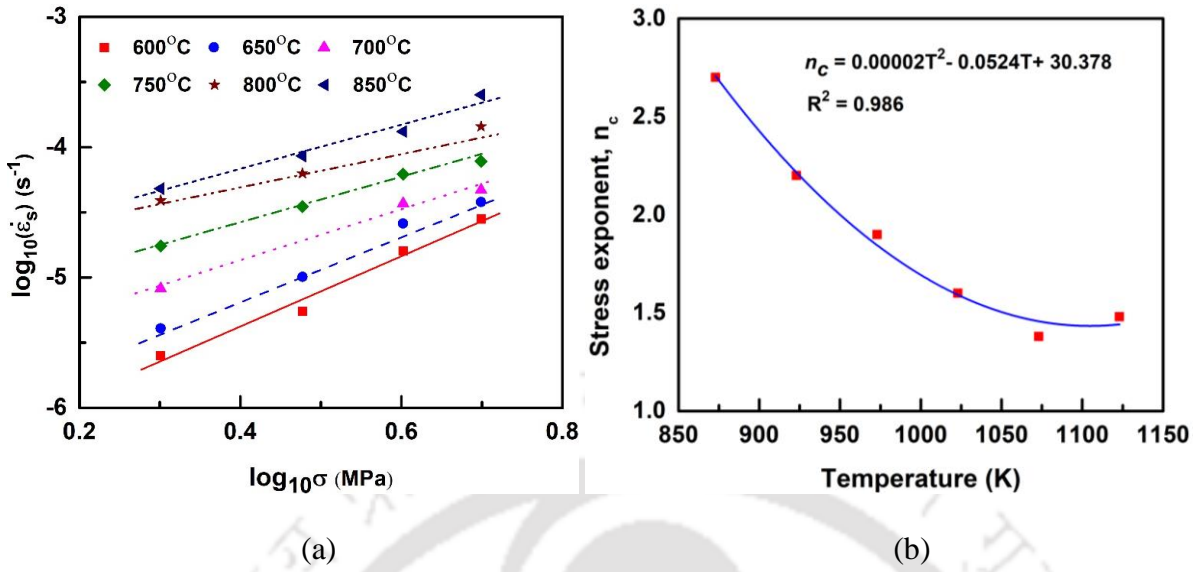 -3
600°C 650°C 700°C
750°C 800°C 850°C
-4
-5
-6
0.2 0.4 0.6 0.8
log10(ε̇s) (s-1)
log10σ (MPa)
(a)
3.0
2.5
2.0
1.5
1.0
nC = 0.00002T2- 0.0524T+ 30.378
R2 = 0.986
850 900 950 1000 1050 1100 1150
Stress exponent, nc
Temperature (K)
(b)